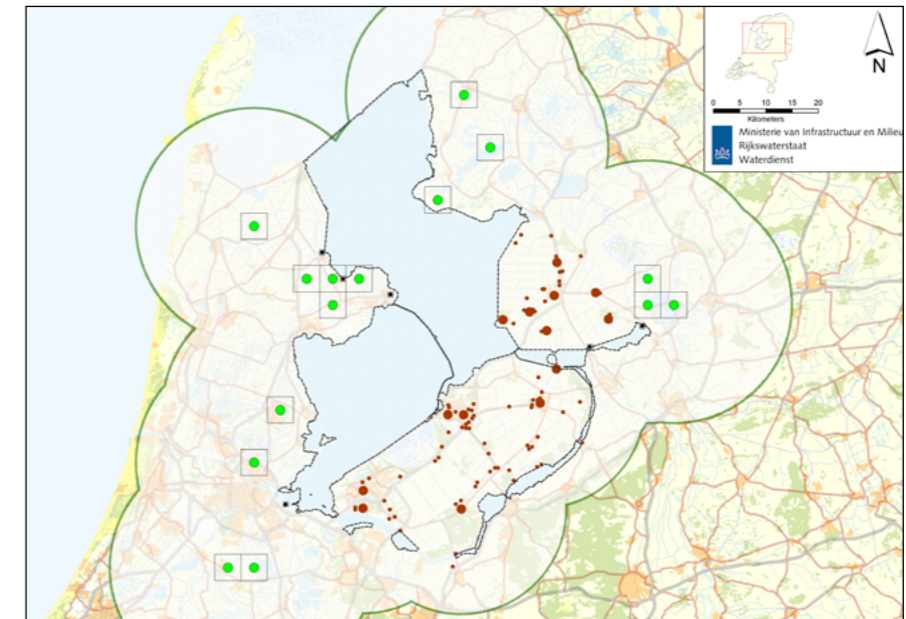 N
0 5 10 15 20
Kilometers
Ministerie van Infrastructuur en Milieu
Rijkswaterstaat
Waterdienst